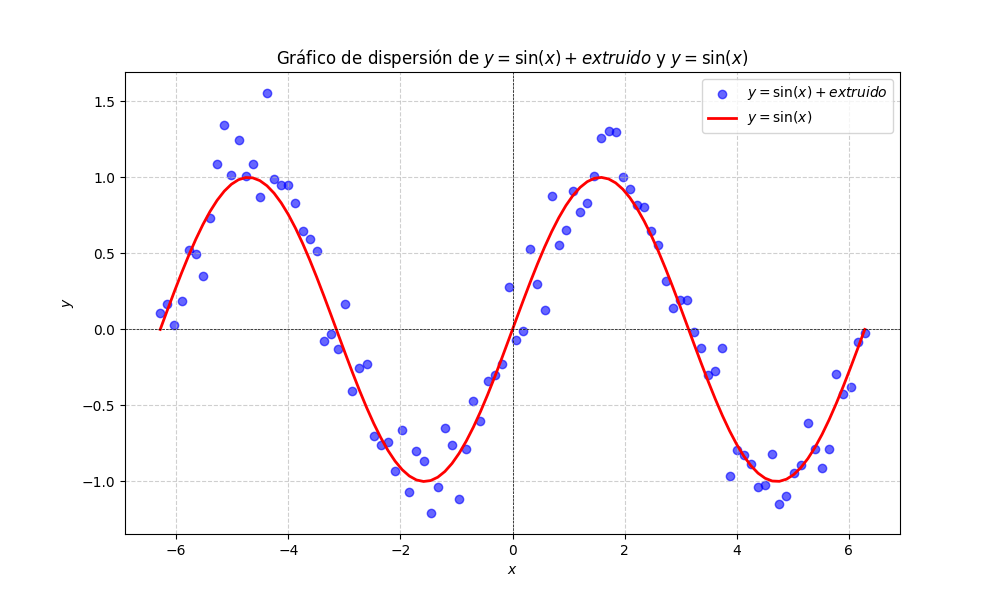 Gráfico de dispersión de y = sin(x) + extruido y y = sin(x)
y = sin(x) + extruido
y = sin(x)
1.5
1.0
0.5
0.0
−0.5
−1.0
y
−6 −4 −2 0 2 4 6
x